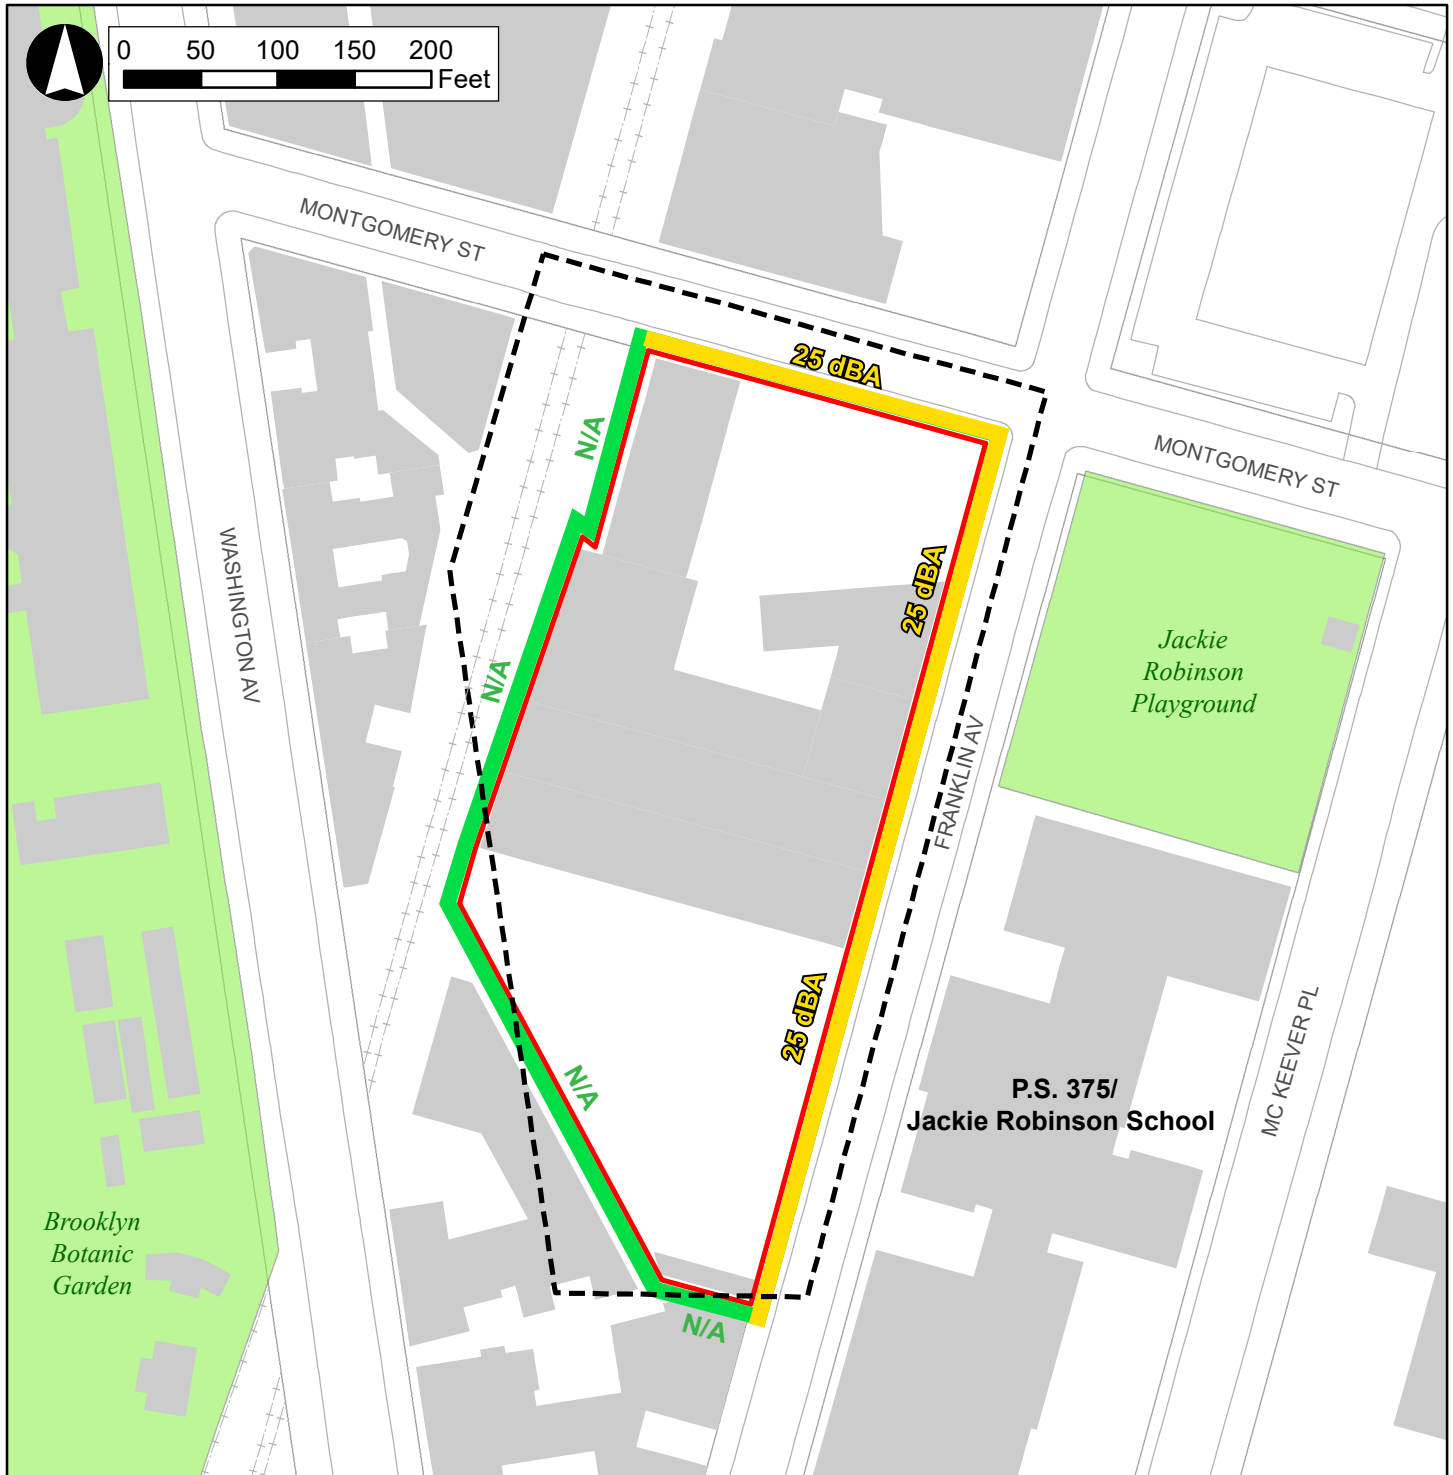 0 50 100 150 200
Feet
MONTGOMERY ST
25 dBA
N/A
MONTGOMERY ST
WASHINGTON AV
25 dBA
Jackie
Robinson
Playground
N/A
FRANKLIN AV
25 dBA
N/A
P.S. 375/
Jackie Robinson School
MC KEEVER PL
Brooklyn
Botanic
Garden
N/A